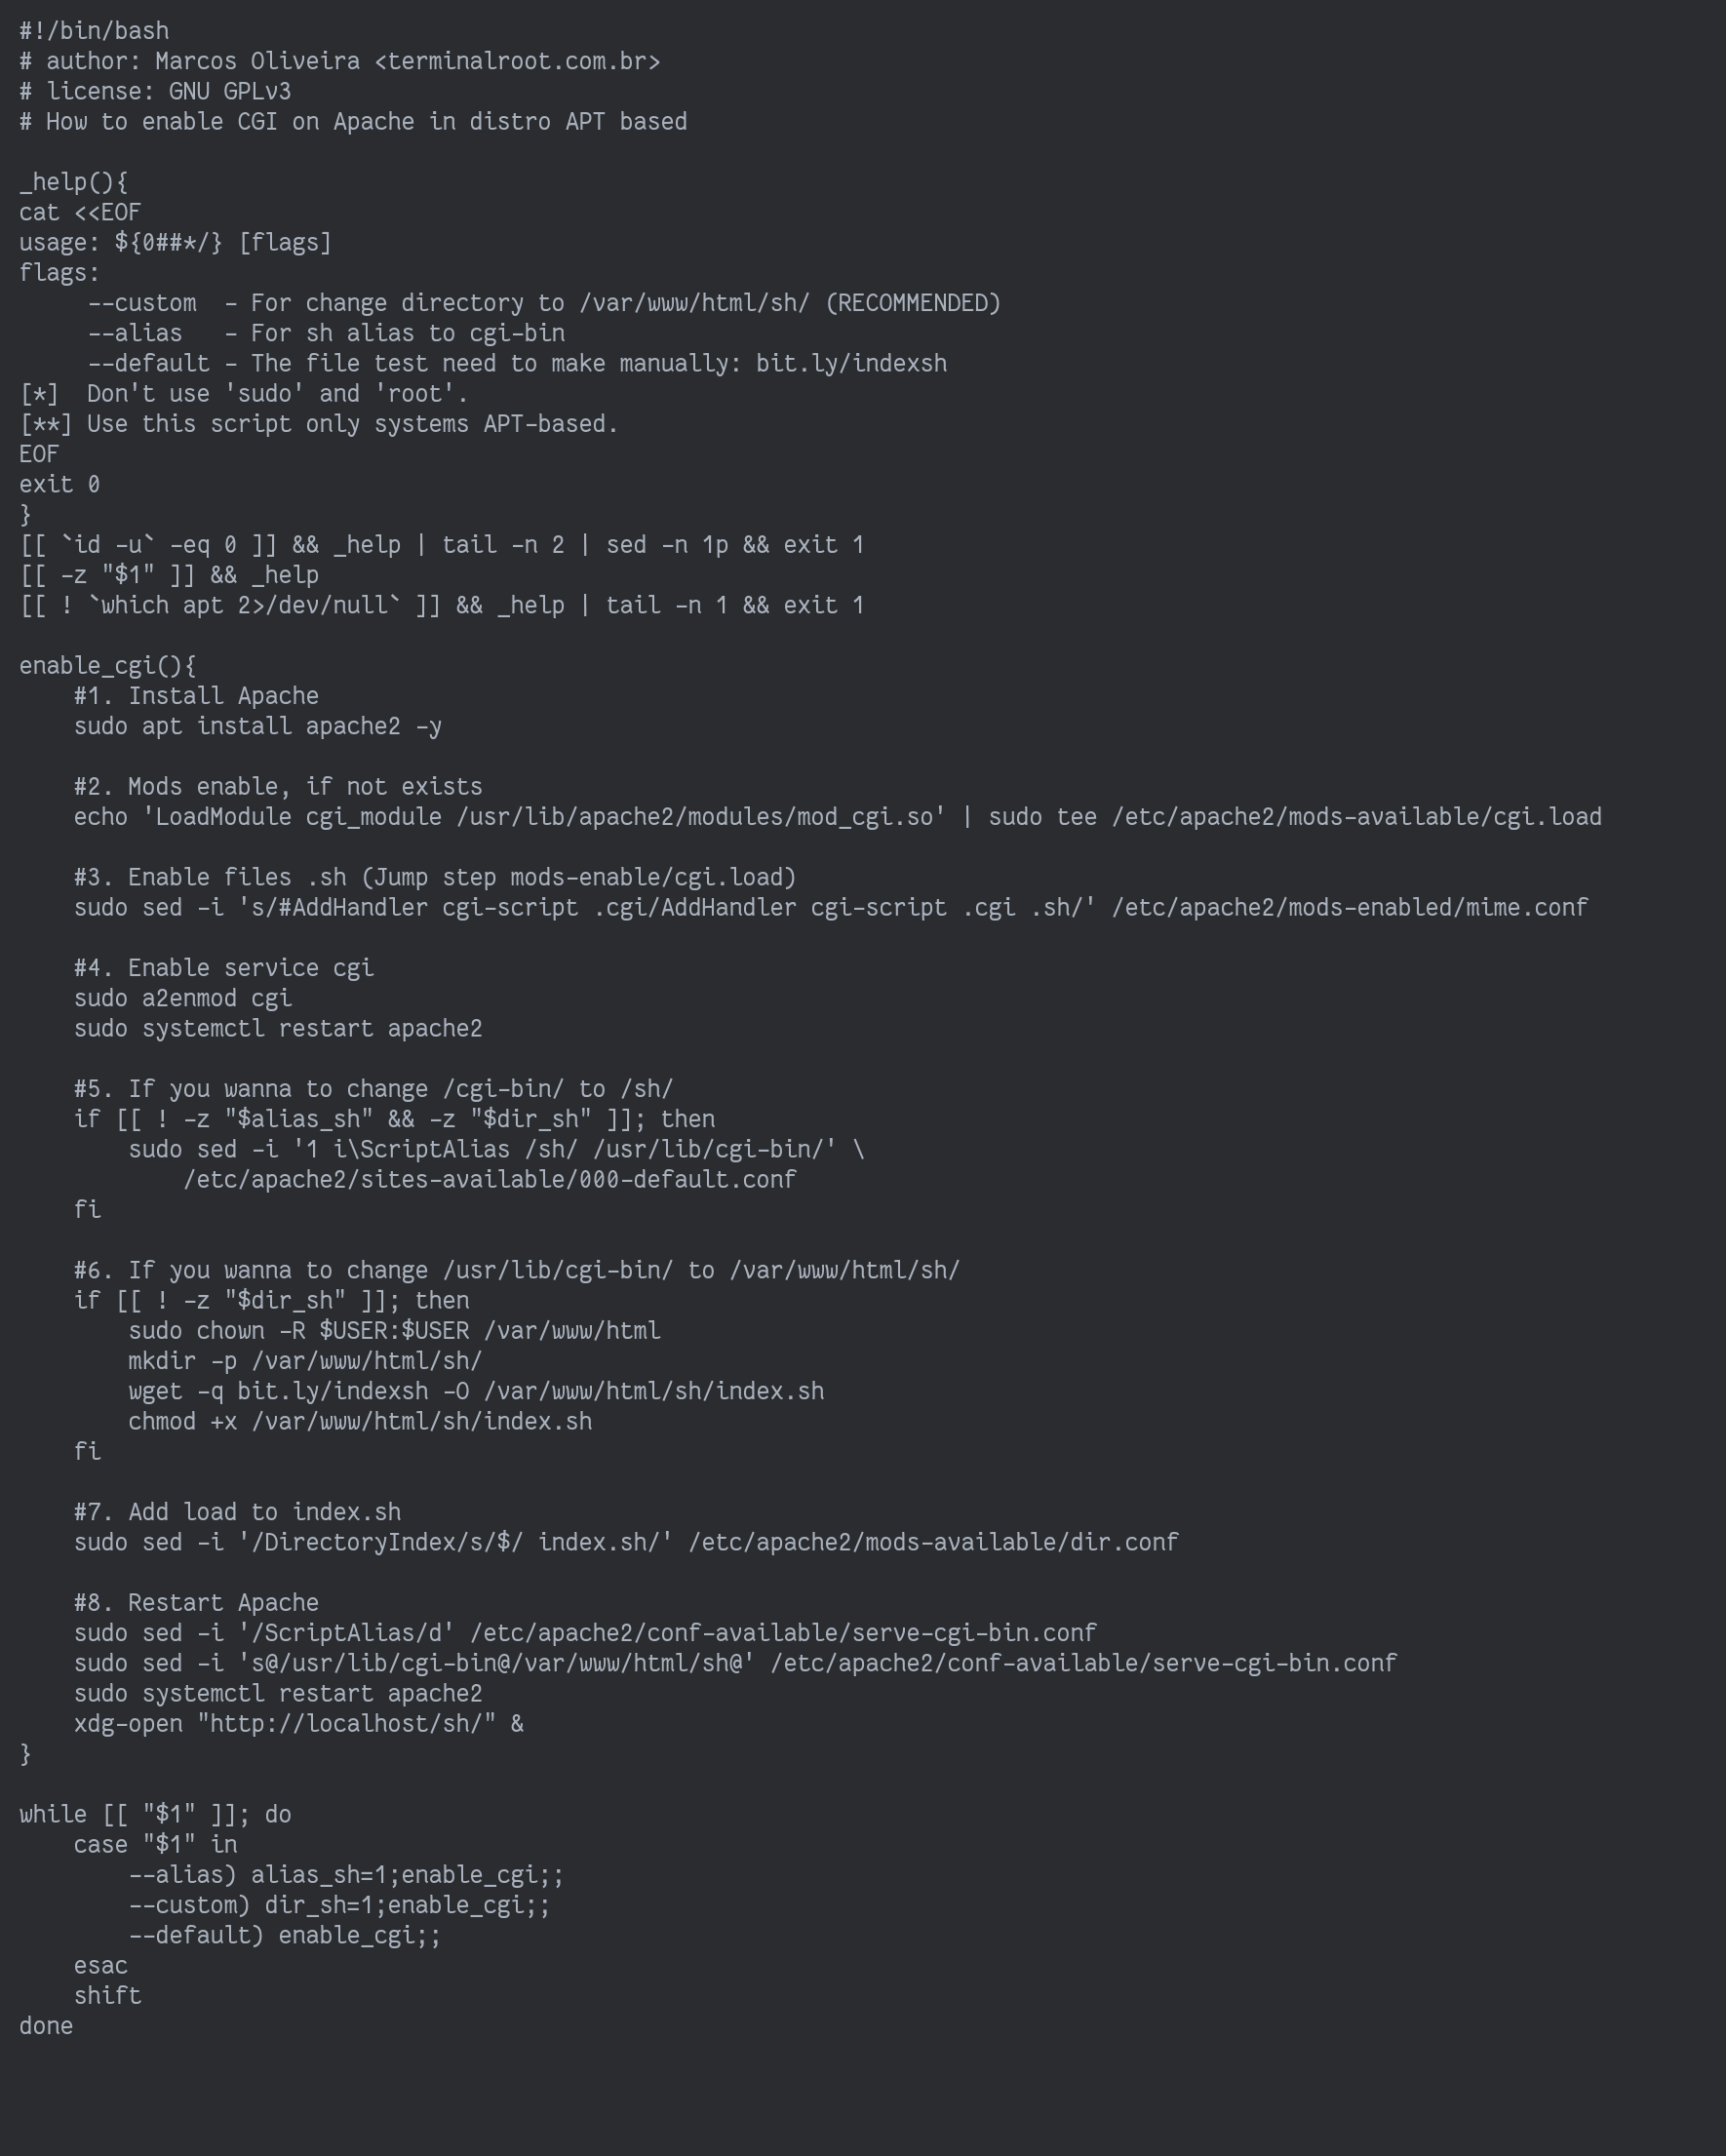 #!/bin/bash
# author: Marcos Oliveira <terminalroot.com.br>
# license: GNU GPLv3
# How to enable CGI on Apache in distro APT based

_help(){
cat <<EOF
usage: ${0##*/} [flags]
flags:
     --custom  - For change directory to /var/www/html/sh/ (RECOMMENDED)
     --alias   - For sh alias to cgi-bin
     --default - The file test need to make manually: bit.ly/indexsh
[*]  Don't use 'sudo' and 'root'.
[**] Use this script only systems APT-based.
EOF
exit 0
}
[[ `id -u` -eq 0 ]] && _help | tail -n 2 | sed -n 1p && exit 1
[[ -z "$1" ]] && _help
[[ ! `which apt 2>/dev/null` ]] && _help | tail -n 1 && exit 1

enable_cgi(){
    #1. Install Apache
    sudo apt install apache2 -y

    #2. Mods enable, if not exists
    echo 'LoadModule cgi_module /usr/lib/apache2/modules/mod_cgi.so' | sudo tee /etc/apache2/mods-available/cgi.load

    #3. Enable files .sh (Jump step mods-enable/cgi.load)
    sudo sed -i 's/#AddHandler cgi-script .cgi/AddHandler cgi-script .cgi .sh/' /etc/apache2/mods-enabled/mime.conf

    #4. Enable service cgi
    sudo a2enmod cgi
    sudo systemctl restart apache2

    #5. If you wanna to change /cgi-bin/ to /sh/
    if [[ ! -z "$alias_sh" && -z "$dir_sh" ]]; then
        sudo sed -i '1 i\ScriptAlias /sh/ /usr/lib/cgi-bin/' \
            /etc/apache2/sites-available/000-default.conf
    fi

    #6. If you wanna to change /usr/lib/cgi-bin/ to /var/www/html/sh/
    if [[ ! -z "$dir_sh" ]]; then
        sudo chown -R $USER:$USER /var/www/html
        mkdir -p /var/www/html/sh/
        wget -q bit.ly/indexsh -O /var/www/html/sh/index.sh
        chmod +x /var/www/html/sh/index.sh
    fi

    #7. Add load to index.sh
    sudo sed -i '/DirectoryIndex/s/$/ index.sh/' /etc/apache2/mods-available/dir.conf

    #8. Restart Apache
    sudo sed -i '/ScriptAlias/d' /etc/apache2/conf-available/serve-cgi-bin.conf
    sudo sed -i 's@/usr/lib/cgi-bin@/var/www/html/sh@' /etc/apache2/conf-available/serve-cgi-bin.conf
    sudo systemctl restart apache2
    xdg-open "http://localhost/sh/" &
}

while [[ "$1" ]]; do
    case "$1" in
        --alias) alias_sh=1;enable_cgi;;
        --custom) dir_sh=1;enable_cgi;;
        --default) enable_cgi;;
    esac
    shift
done